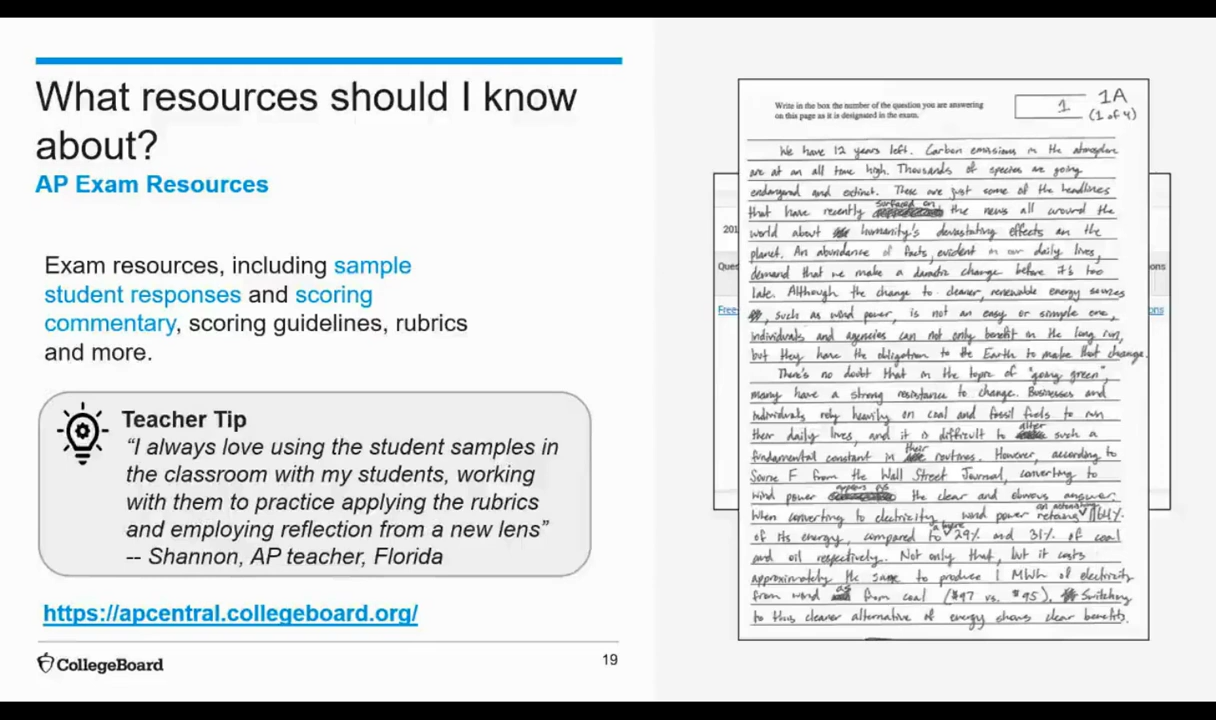 What resources should I know
about?
AP Exam Resources
Exam resources, including sample
student responses and scoring
commentary, scoring guidelines, rubrics
and more.
Teacher Tip
“I always love using the student samples in
the classroom with my students, working
with them to practice applying the rubrics
and employing reflection from a new lens”
-- Shannon, AP teacher, Florida
https://apcentral.collegeboard.org/
CollegeBoard
19
Write in the box the number of the question you are answering
on this page as it is designated in the exam.
1
1A
(1 of 4)
We have 12 years left. Carbon emissions in the atmosphere
are at an all time high. Thousands of species are going
endangered and extinct. These are just some of the headlines
that have recently surfaced on the news all around the
world about humanity's devastating effects on the
planet. An abundance of facts, evident in our daily lives,
demand that we make a change before it's too
late. Although the change to cleaner, renewable energy sources
, such as wind power, is not an easy or simple one,
individuals and agencies can not only benefit in the long run,
but they have the obligation to the Earth to make that change.
There's no doubt that on the topic of "going green",
many have a strong resistance to change. Businesses and
individuals rely heavily on coal and fossil fuels to run
their daily lives, and it is difficult to alter such a
fundamental constant in their routines. However, according to
Source F from the Wall Street Journal, converting to
wind power appears as the clear and obvious answer.
When converting to electricity, wind power retains 1164%
of its energy, compared to a mere 29% and 31% of coal
and oil respectively. Not only that, but it costs
approximately the same to produce 1 MWh of electricity
from wind as from coal ($97 vs. $95). Switching
to this cleaner alternative of energy shows clear benefits.
201
Ques
ons
Free-
ons